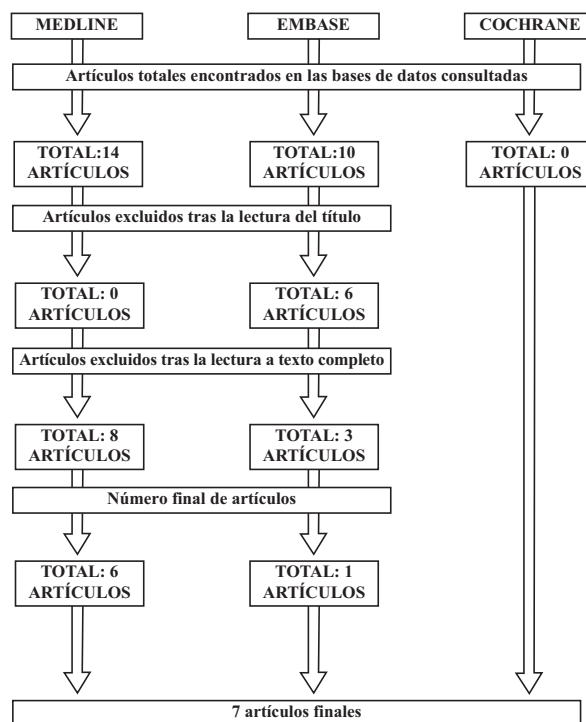 MEDLINE
EMBASE
COCHRANE
Artículos totales encontrados en las bases de datos consultadas
TOTAL:14
ARTÍCULOS
TOTAL:10
ARTÍCULOS
TOTAL: 0
ARTÍCULOS
Artículos excluidos tras la lectura del título
TOTAL: 0
ARTÍCULOS
TOTAL: 6
ARTÍCULOS
Artículos excluidos tras la lectura a texto completo
TOTAL: 8
ARTÍCULOS
TOTAL: 3
ARTÍCULOS
Número final de artículos
TOTAL: 6
ARTÍCULOS
TOTAL: 1
ARTÍCULOS
7 artículos finales